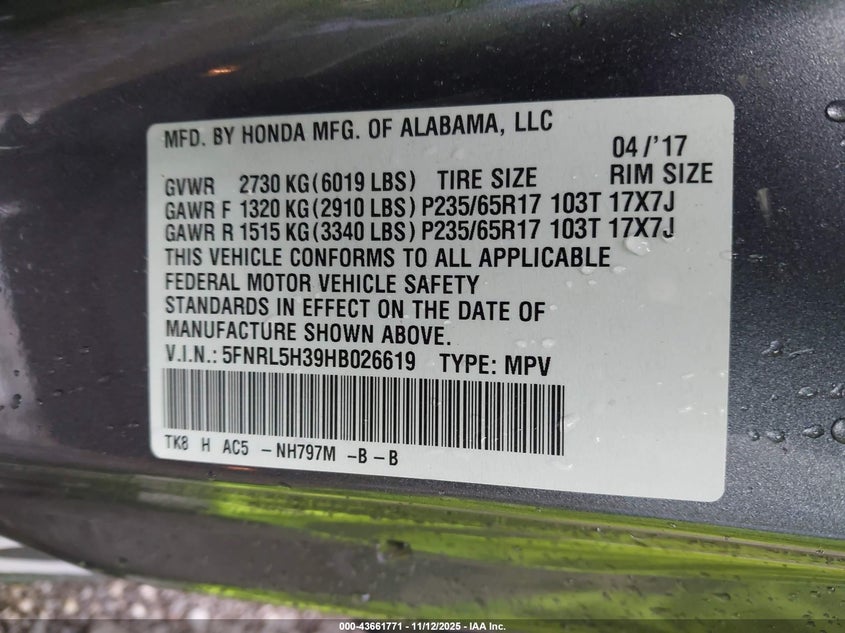 MFD. BY HONDA MFG. OF ALABAMA, LLC
04/'17
GVWR 2730 KG(6019 LBS) TIRE SIZE RIM SIZE
GAWR F 1320 KG(2910 LBS) P235/65R17 103T 17X7J
GAWR R 1515 KG(3340 LBS) P235/65R17 103T 17X7J
THIS VEHICLE CONFORMS TO ALL APPLICABLE
FEDERAL MOTOR VEHICLE SAFETY
STANDARDS IN EFFECT ON THE DATE OF
MANUFACTURE SHOWN ABOVE.
V.I.N.: 5FNRL5H39HB026619 TYPE: MPV
TK8 H AC5 -NH797M -B-B
000-43661771 - 11/12/2025 - IAA Inc.